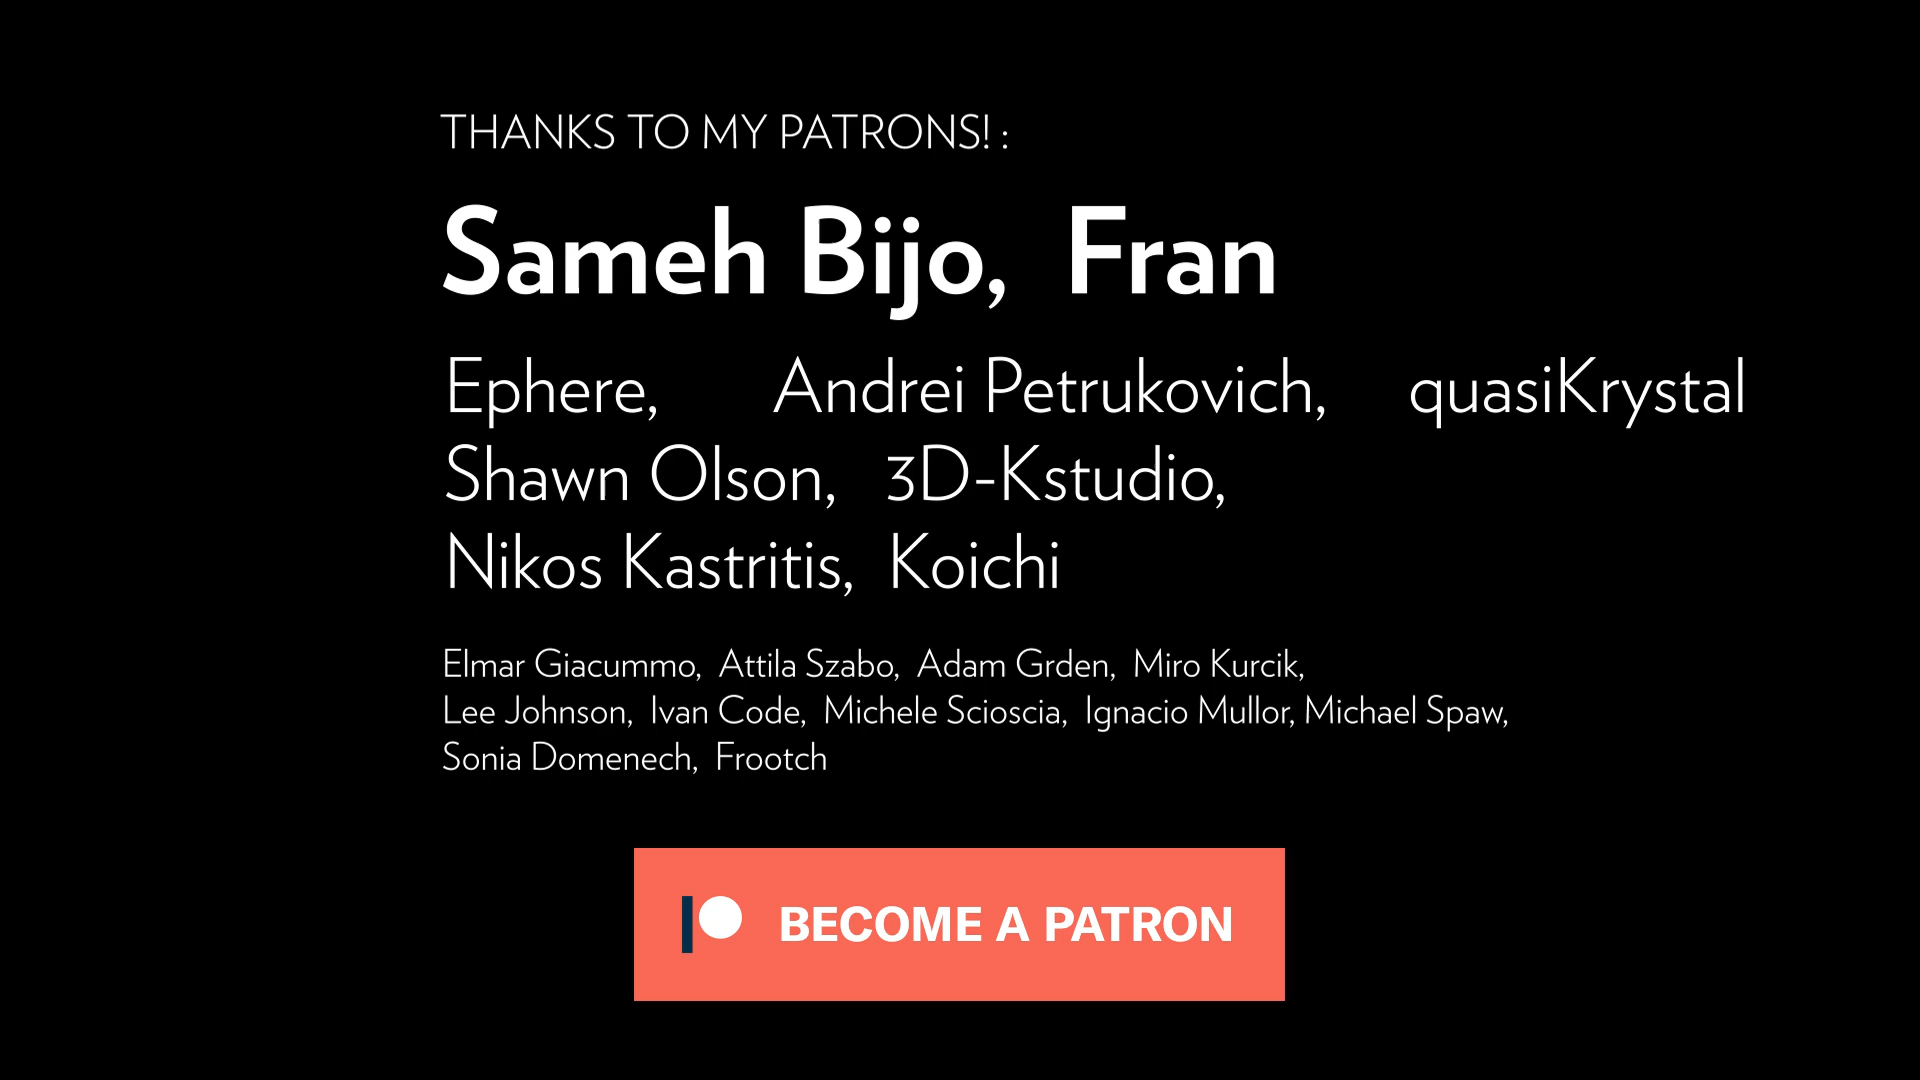 THANKS TO MY PATRONS! :
Sameh Bijo, Fran
Ephere, Andrei Petrukovich, quasiKrystal
Shawn Olson, 3D-Kstudio,
Nikos Kastritis, Koichi
Elmar Giacummo, Attila Szabo, Adam Grden, Miro Kurcik,
Lee Johnson, Ivan Code, Michele Scioscia, Ignacio Mullor, Michael Spaw,
Sonia Domenech, Frootch
BECOME A PATRON